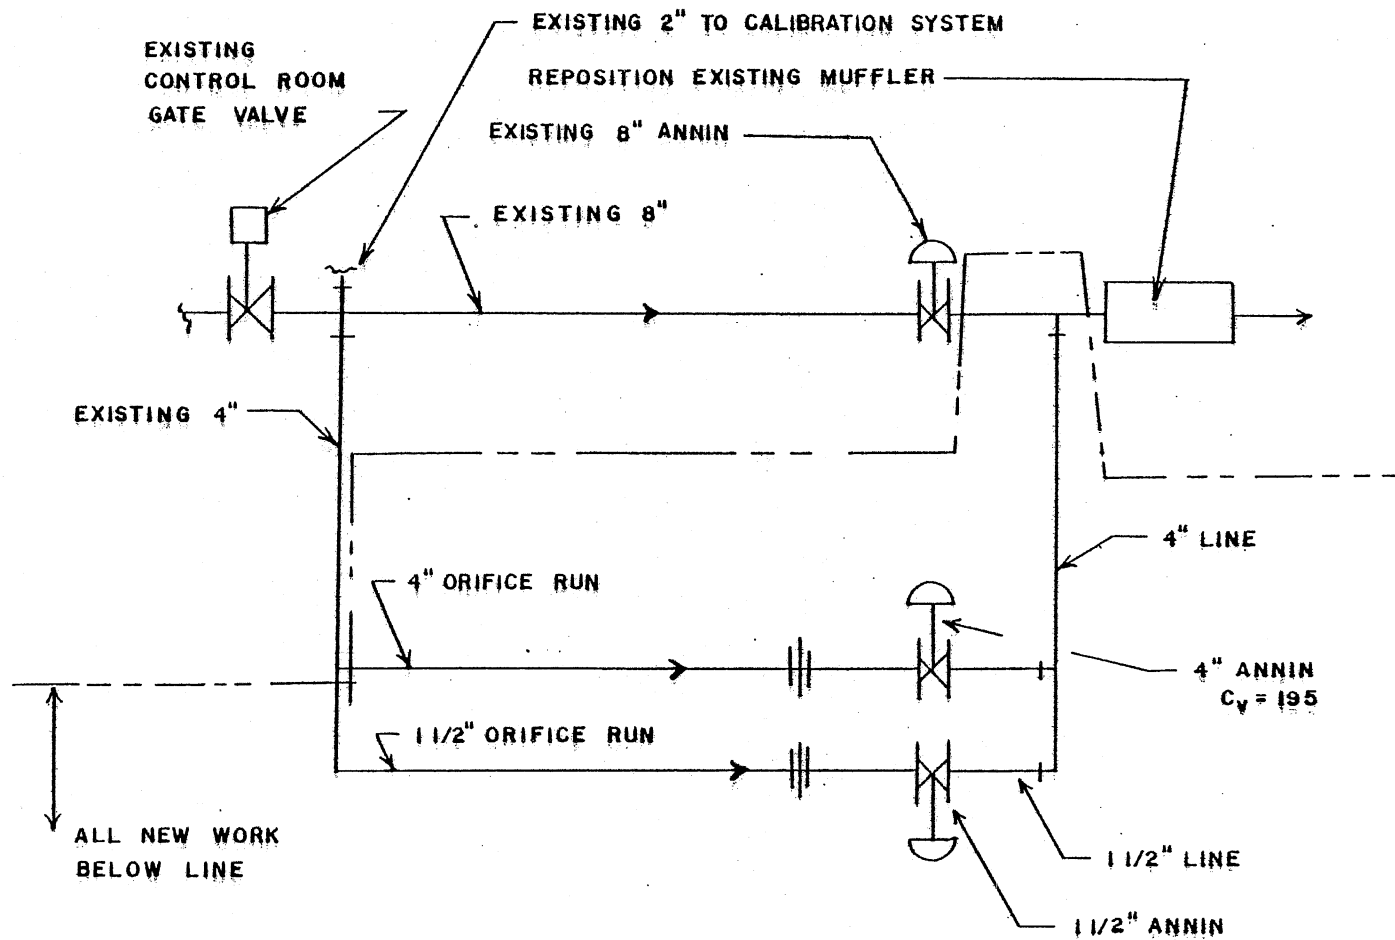 EXISTING 2" TO CALIBRATION SYSTEM
EXISTING
CONTROL ROOM
GATE VALVE
REPOSITION EXISTING MUFFLER
EXISTING 8" ANNIN
EXISTING 8"
EXISTING 4"
4" LINE
4" ORIFICE RUN
4" ANNIN
Cv = 195
1 1/2" ORIFICE RUN
ALL NEW WORK
BELOW LINE
1 1/2" LINE
1 1/2" ANNIN